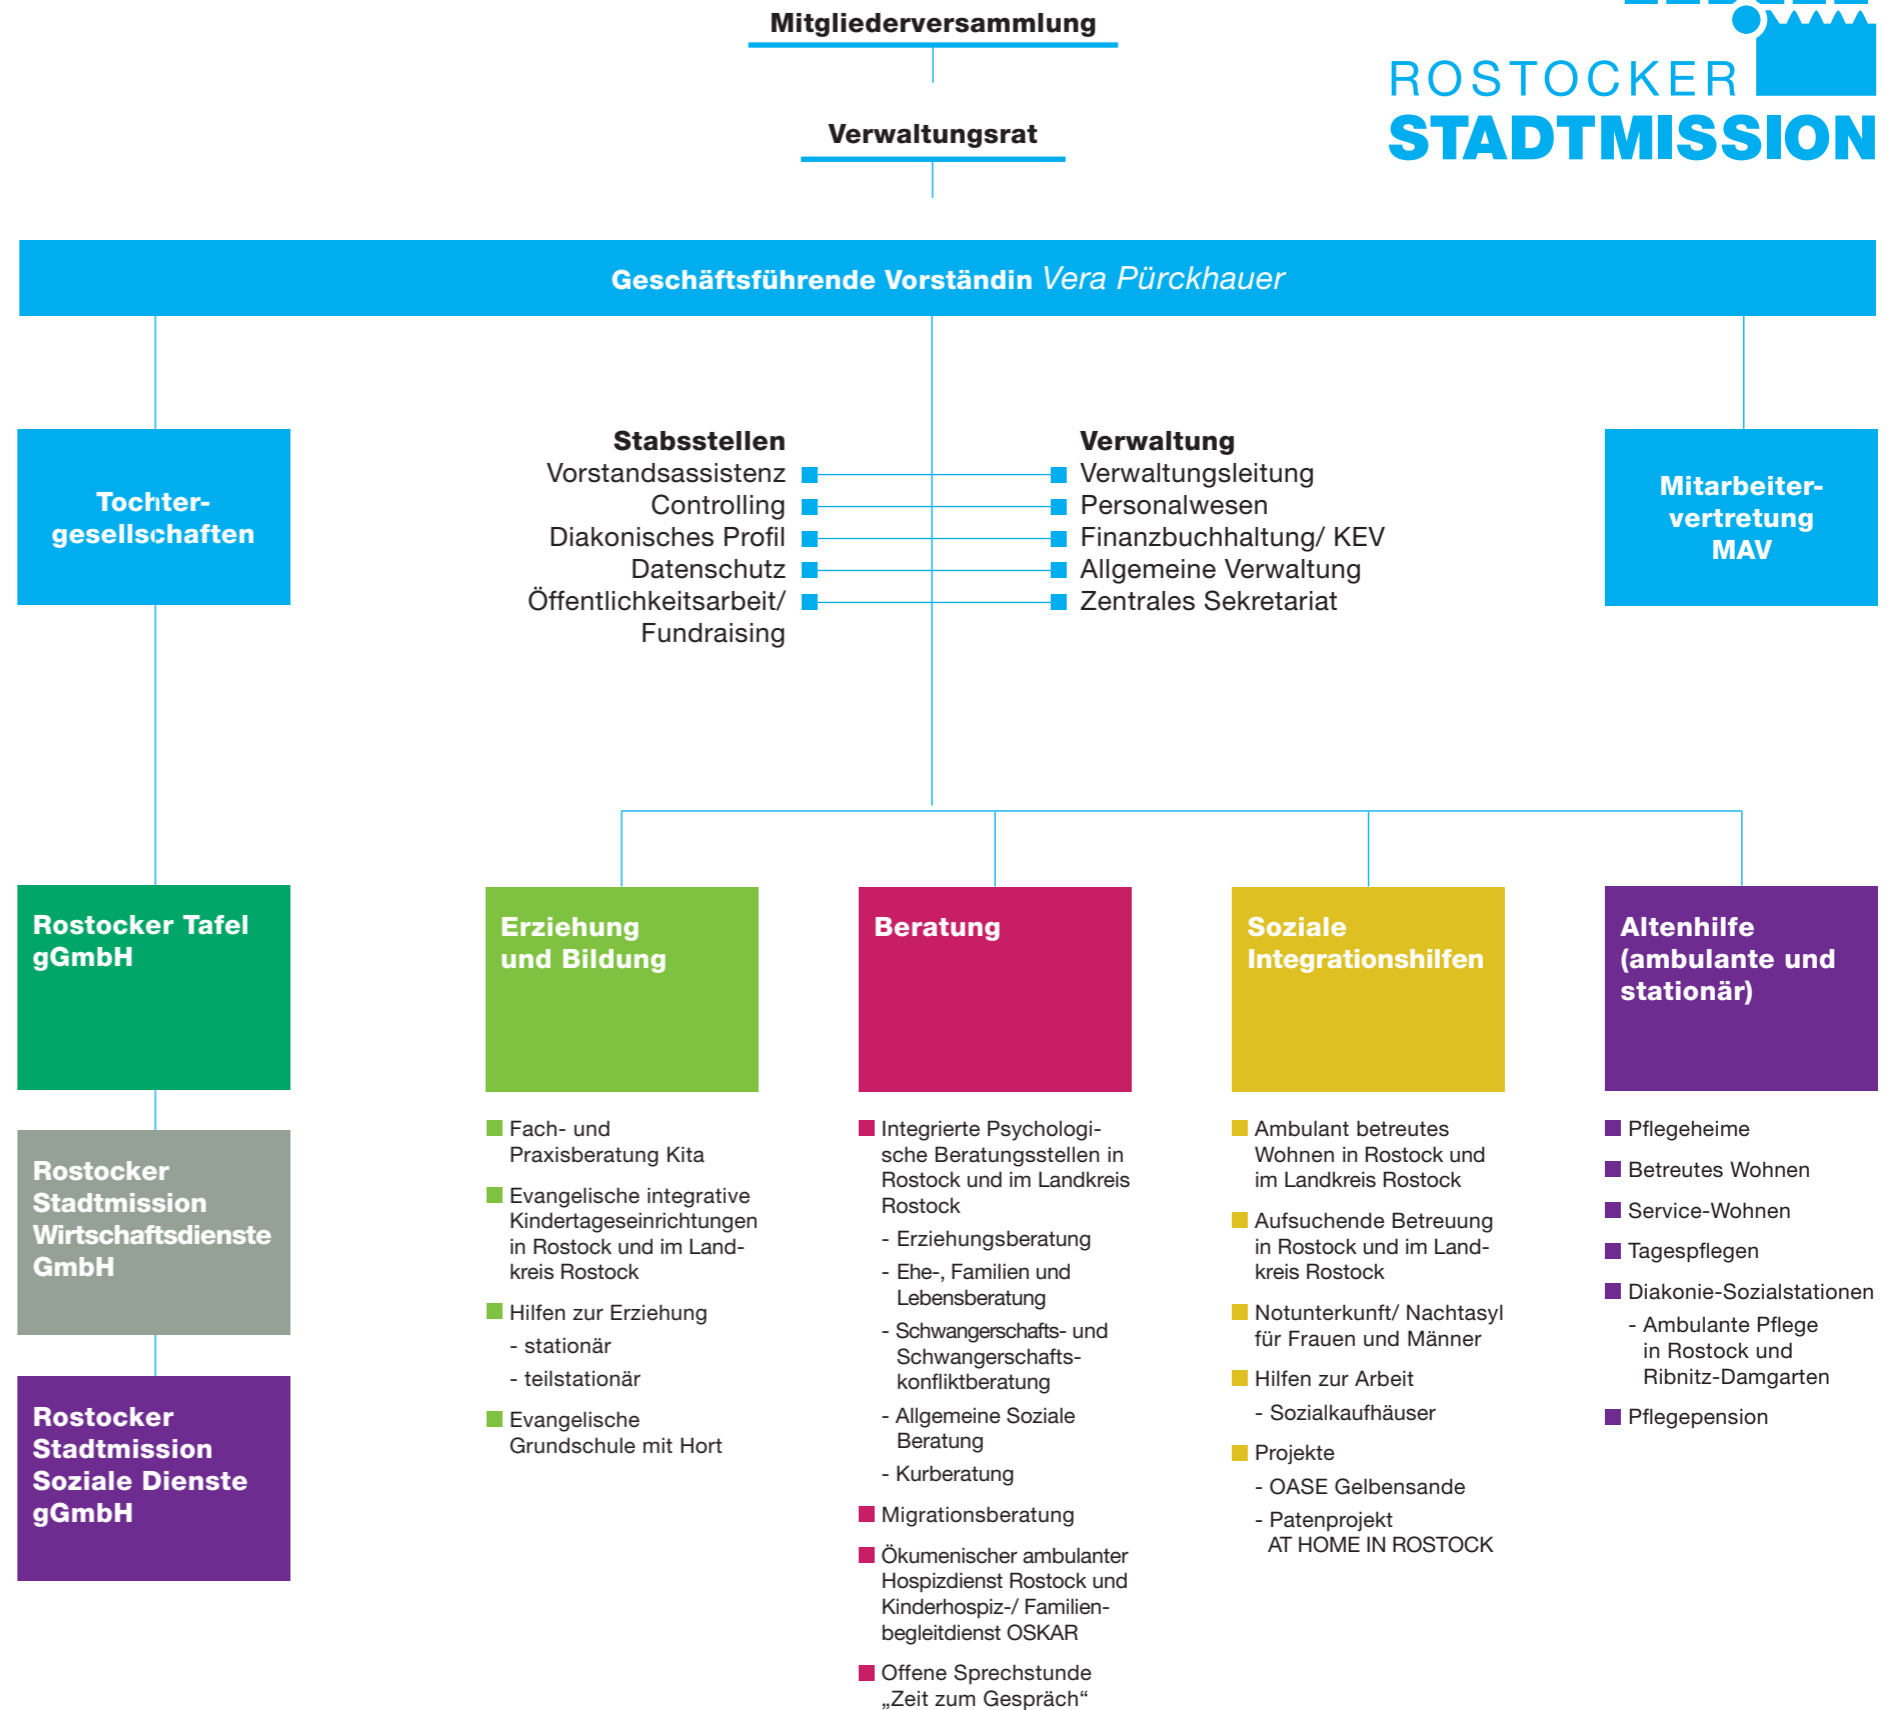 Mitgliederversammlung
ROSTOCKER
STADTMISSION
Verwaltungsrat
Geschäftsführende Vorständin Vera Pürckhauer
Tochter-
gesellschaften
Stabsstellen
Vorstandsassistenz
Controlling
Diakonisches Profil
Datenschutz
Öffentlichkeitsarbeit/
Fundraising
Verwaltung
Verwaltungsleitung
Personalwesen
Finanzbuchhaltung/ KEV
Allgemeine Verwaltung
Zentrales Sekretariat
Mitarbeiter-
vertretung
MAV
Rostocker Tafel
gGmbH
Rostocker
Stadtmission
Wirtschaftsdienste
GmbH
Rostocker
Stadtmission
Soziale Dienste
gGmbH
Erziehung
und Bildung
Fach- und
Praxisberatung Kita
Evangelische integrative
Kindertageseinrichtungen
in Rostock und im Land-
kreis Rostock
Hilfen zur Erziehung
- stationär
- teilstationär
Evangelische
Grundschule mit Hort
Beratung
Integrierte Psychologi-
sche Beratungsstellen in
Rostock und im Landkreis
Rostock
- Erziehungsberatung
- Ehe-, Familien und
Lebensberatung
- Schwangerschafts- und
Schwangerschafts-
konfliktberatung
- Allgemeine Soziale
Beratung
- Kurberatung
Migrationsberatung
Ökumenischer ambulanter
Hospizdienst Rostock und
Kinderhospiz-/ Familien-
begleitdienst OSKAR
Offene Sprechstunde
„Zeit zum Gespräch“
Soziale
Integrationshilfen
Ambulant betreutes
Wohnen in Rostock und
im Landkreis Rostock
Aufsuchende Betreuung
in Rostock und im Land-
kreis Rostock
Notunterkunft/ Nachtasyl
für Frauen und Männer
Hilfen zur Arbeit
- Sozialkaufhäuser
Projekte
- OASE Gelbensande
- Patenprojekt
AT HOME IN ROSTOCK
Altenhilfe
(ambulante und
stationär)
Pflegeheime
Betreutes Wohnen
Service-Wohnen
Tagespflegen
Diakonie-Sozialstationen
- Ambulante Pflege
in Rostock und
Ribnitz-Damgarten
Pflegepension